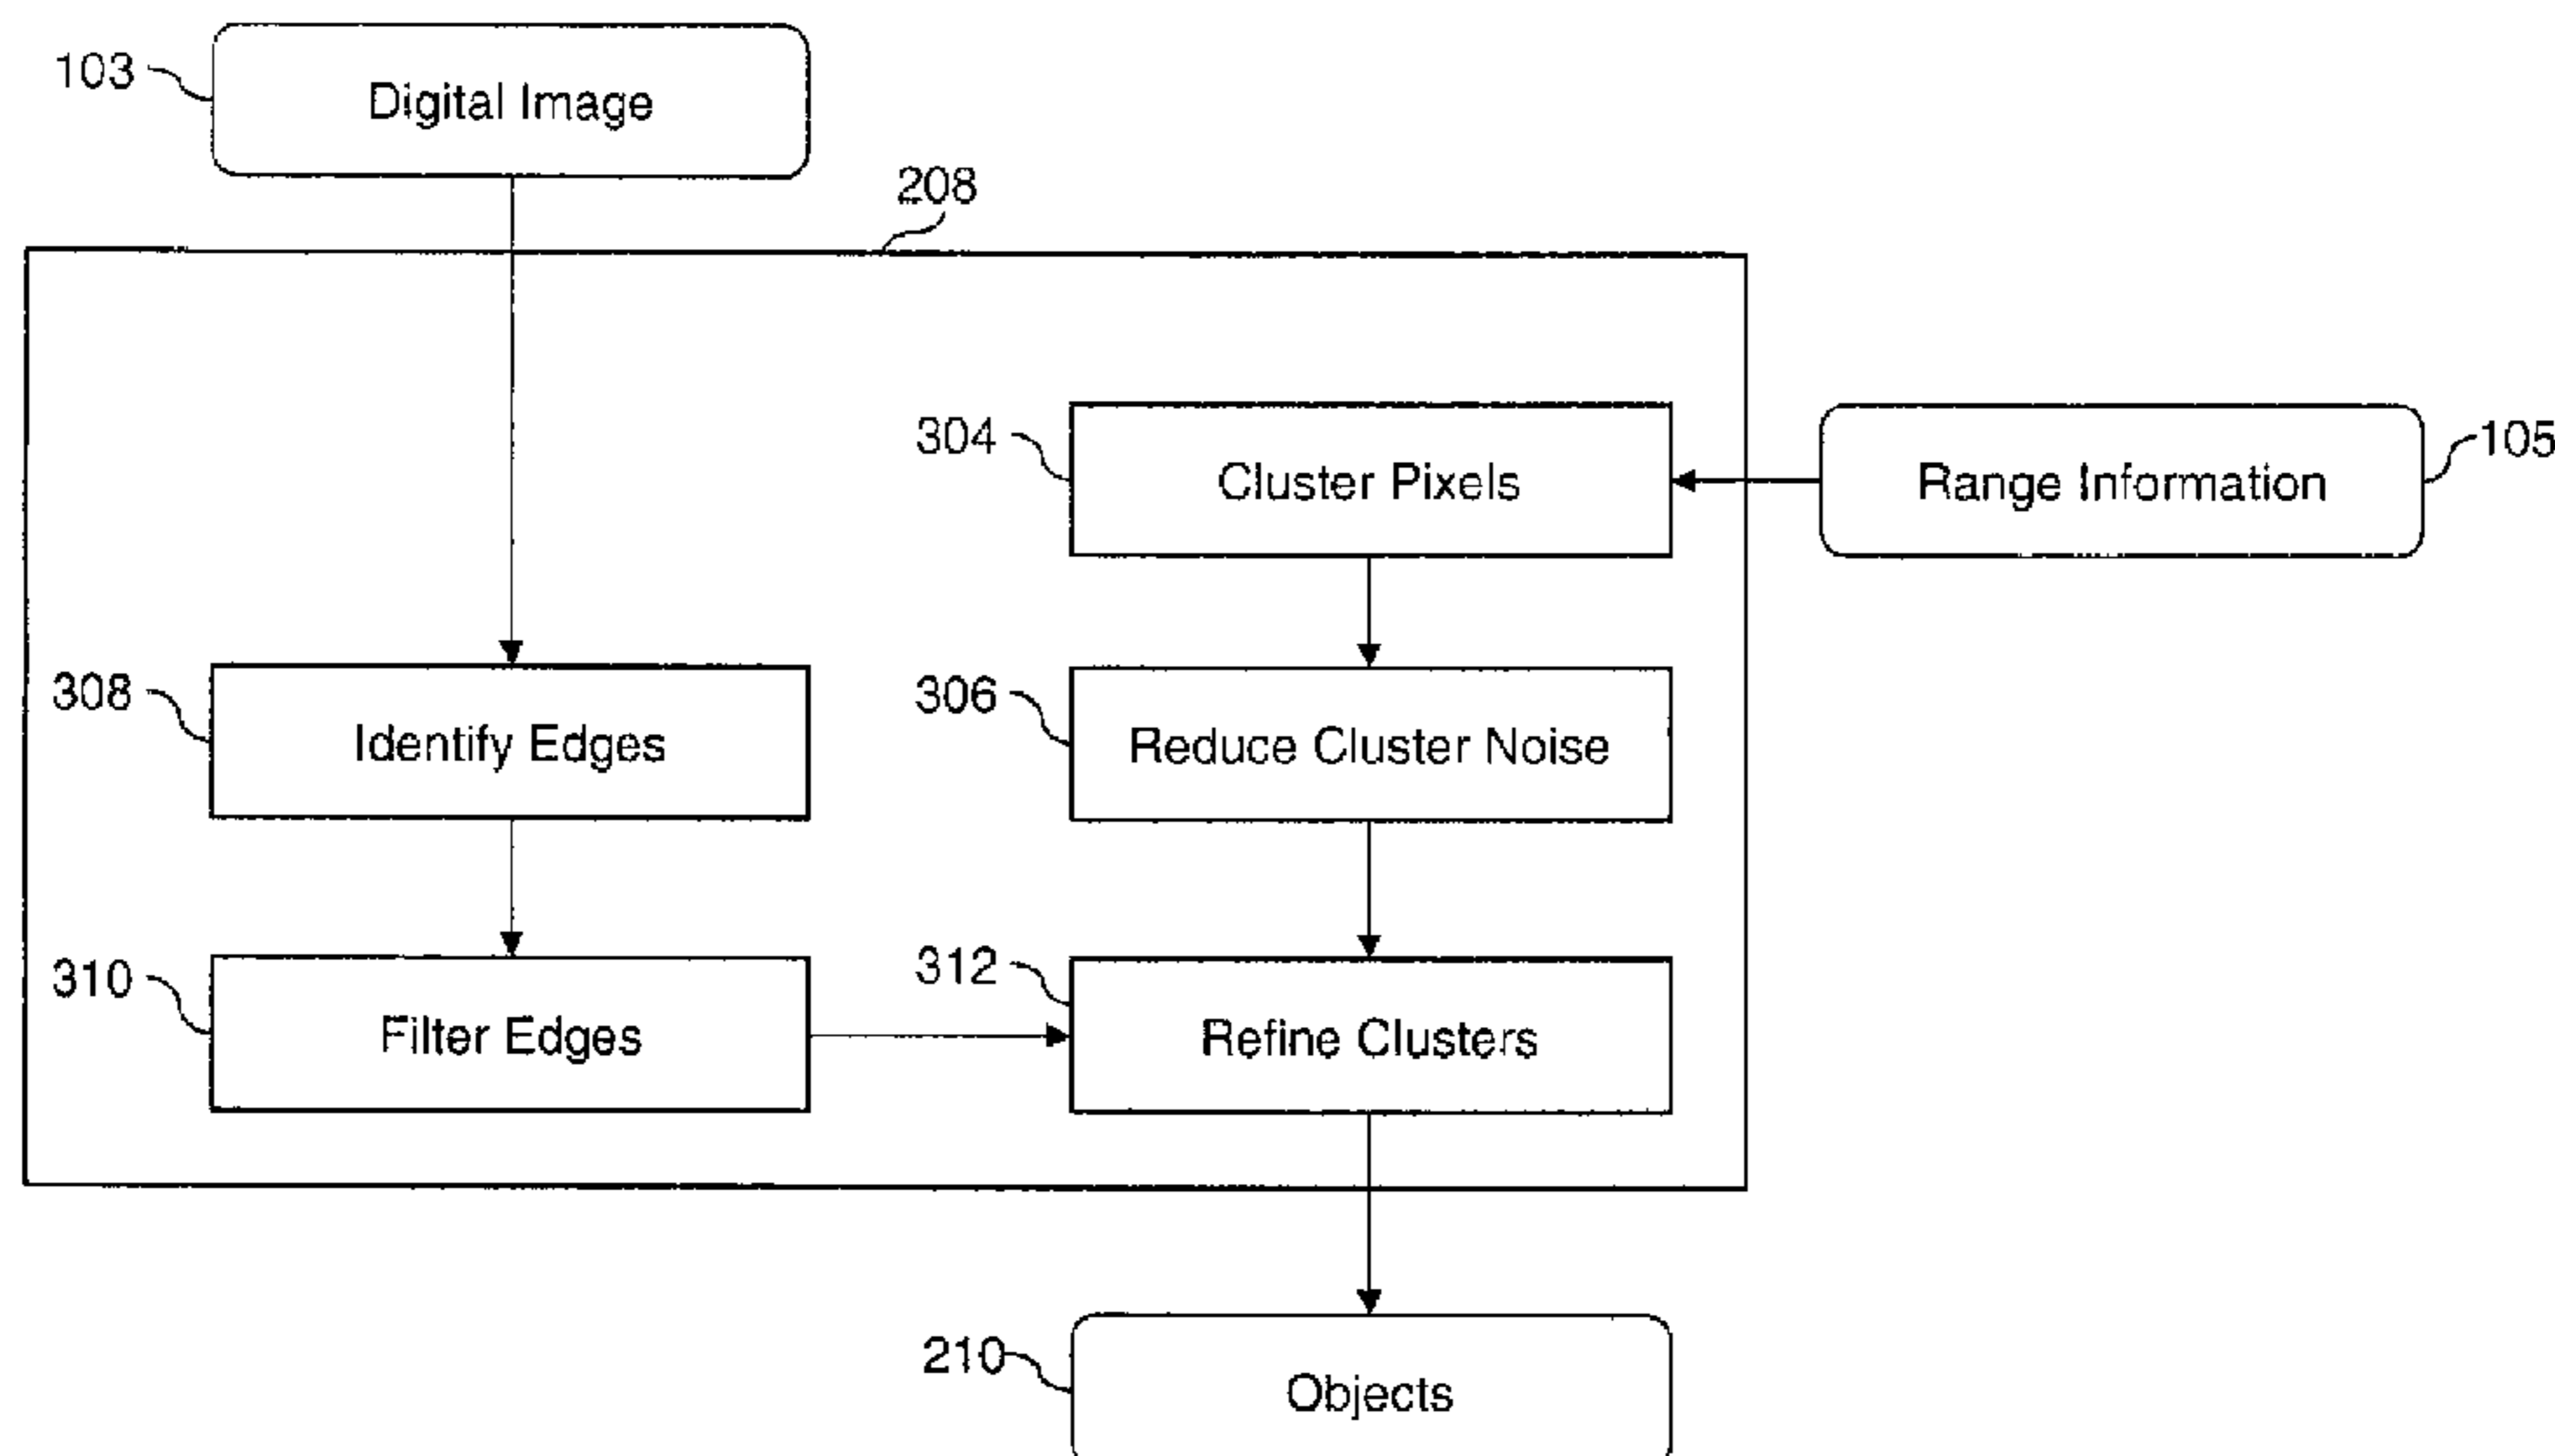 103
Digital Image
208
304
Cluster Pixels
Range Information
105
308
Identify Edges
306
Reduce Cluster Noise
310
Filter Edges
312
Refine Clusters
210
Objects